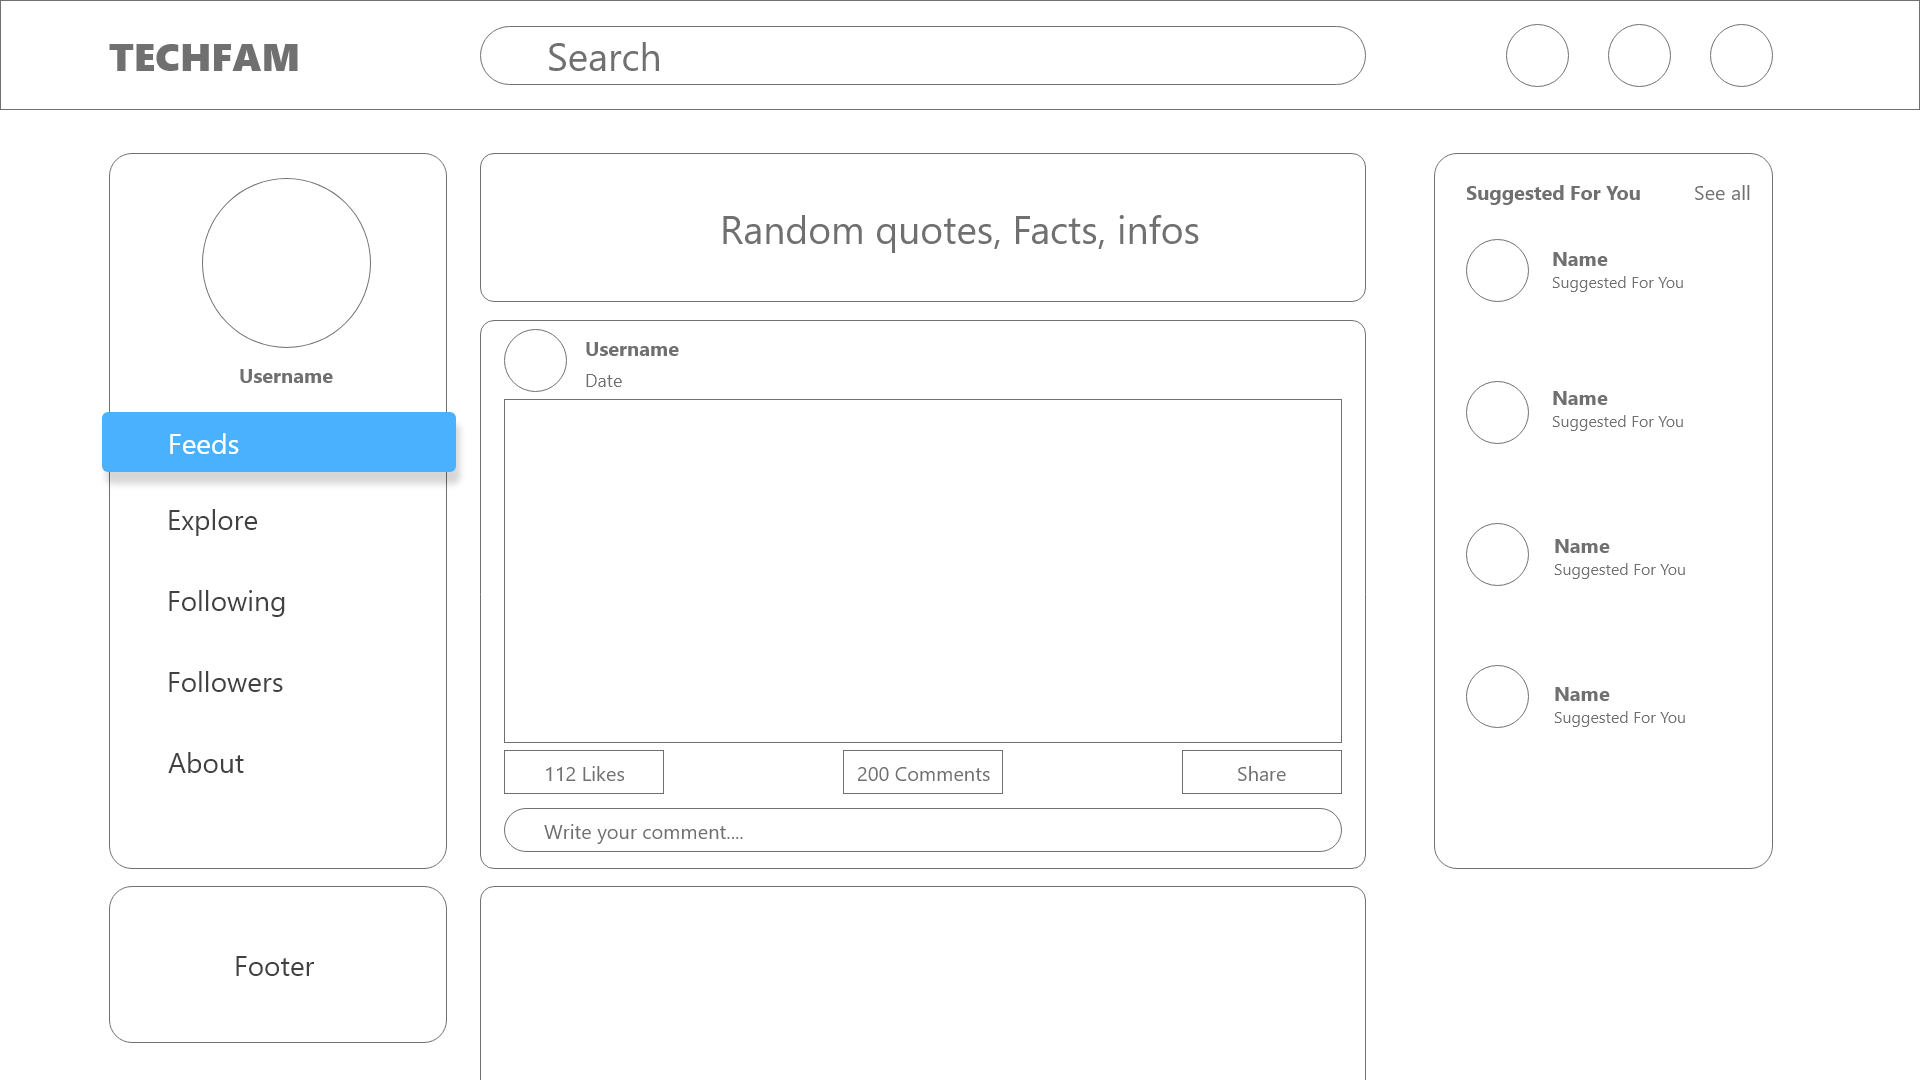 TECHFAM
Search
Username
Feeds
Explore
Following
Followers
About
Footer
Random quotes, Facts, infos
Username
Date
112 Likes
200 Comments
Share
Write your comment....
Suggested For You
See all
Name
Suggested For You
Name
Suggested For You
Name
Suggested For You
Name
Suggested For You